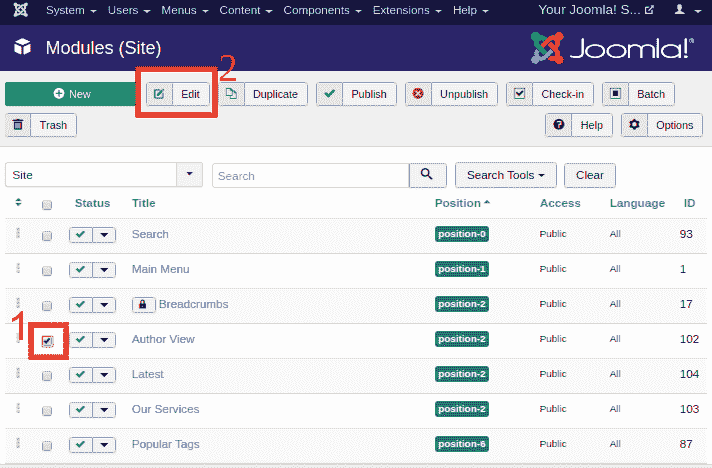 System Users Menus Content Components Extensions Help Your Joomla! S...
Modules (Site) Joomla!®
2
New Edit Duplicate Publish Unpublish Check-in Batch
Trash Help Options
Site Search Search Tools Clear
Status Title Position Access Language ID
Search position-0 Public All 93
Main Menu position-1 Public All 1
Breadcrumbs position-2 Public All 17
1
Author View position-2 Public All 102
Latest position-2 Public All 104
Our Services position-2 Public All 103
Popular Tags position-6 Public All 87